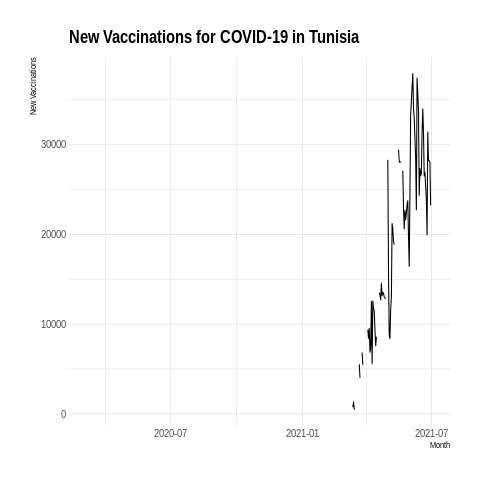 New Vaccinations for COVID-19 in Tunisia
New Vaccinations
30000
20000
10000
0
2020-07
2021-01
2021-07
Month